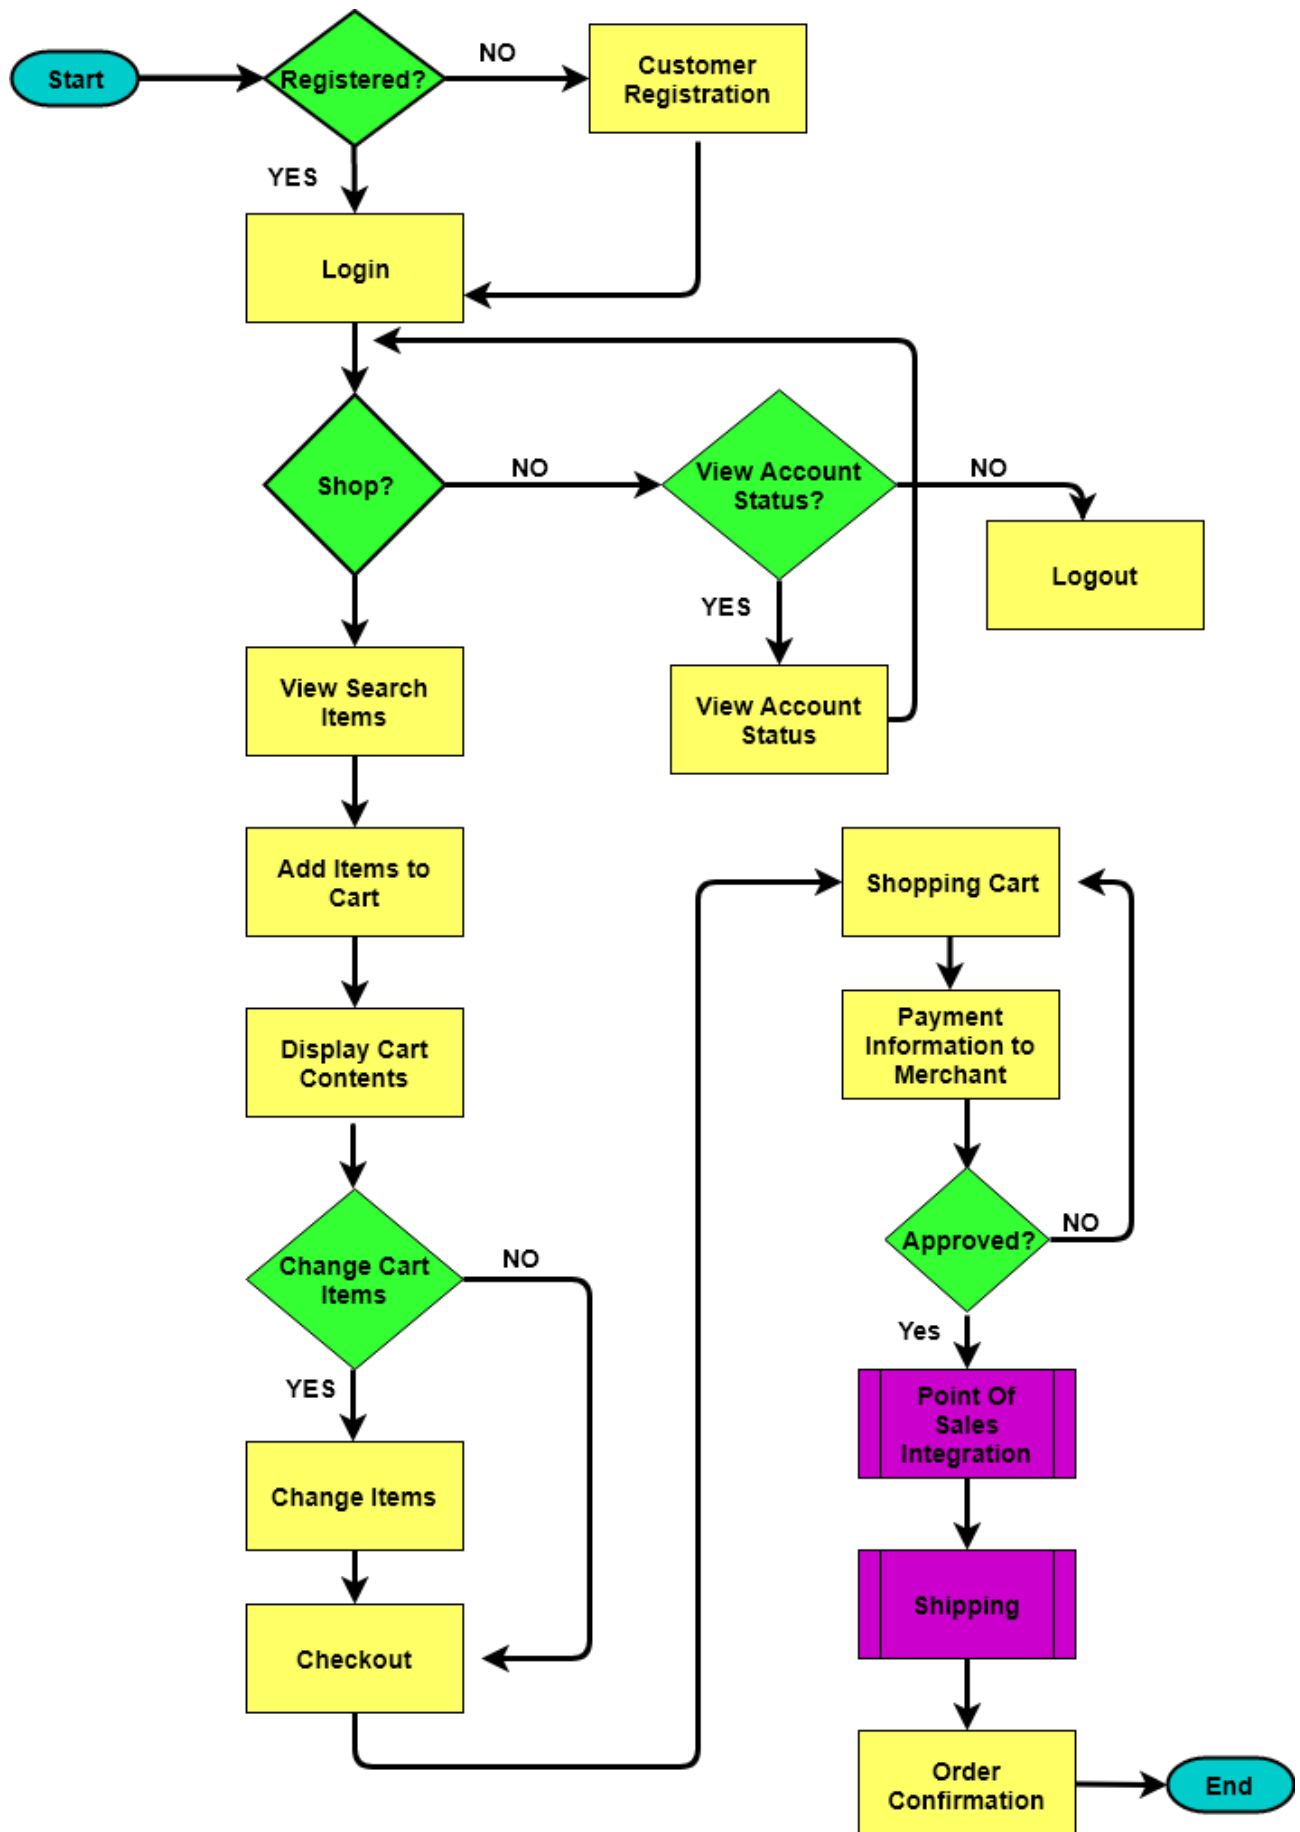 Start
Registered?
NO
Customer
Registration
YES
Login
Shop?
NO
View Account
Status?
NO
Logout
YES
View Account
Status
View Search
Items
Add Items to
Cart
Display Cart
Contents
Change Cart
Items
NO
YES
Change Items
Checkout
Shopping Cart
Payment
Information to
Merchant
Approved?
NO
Yes
Point Of
Sales
Integration
Shipping
Order
Confirmation
End